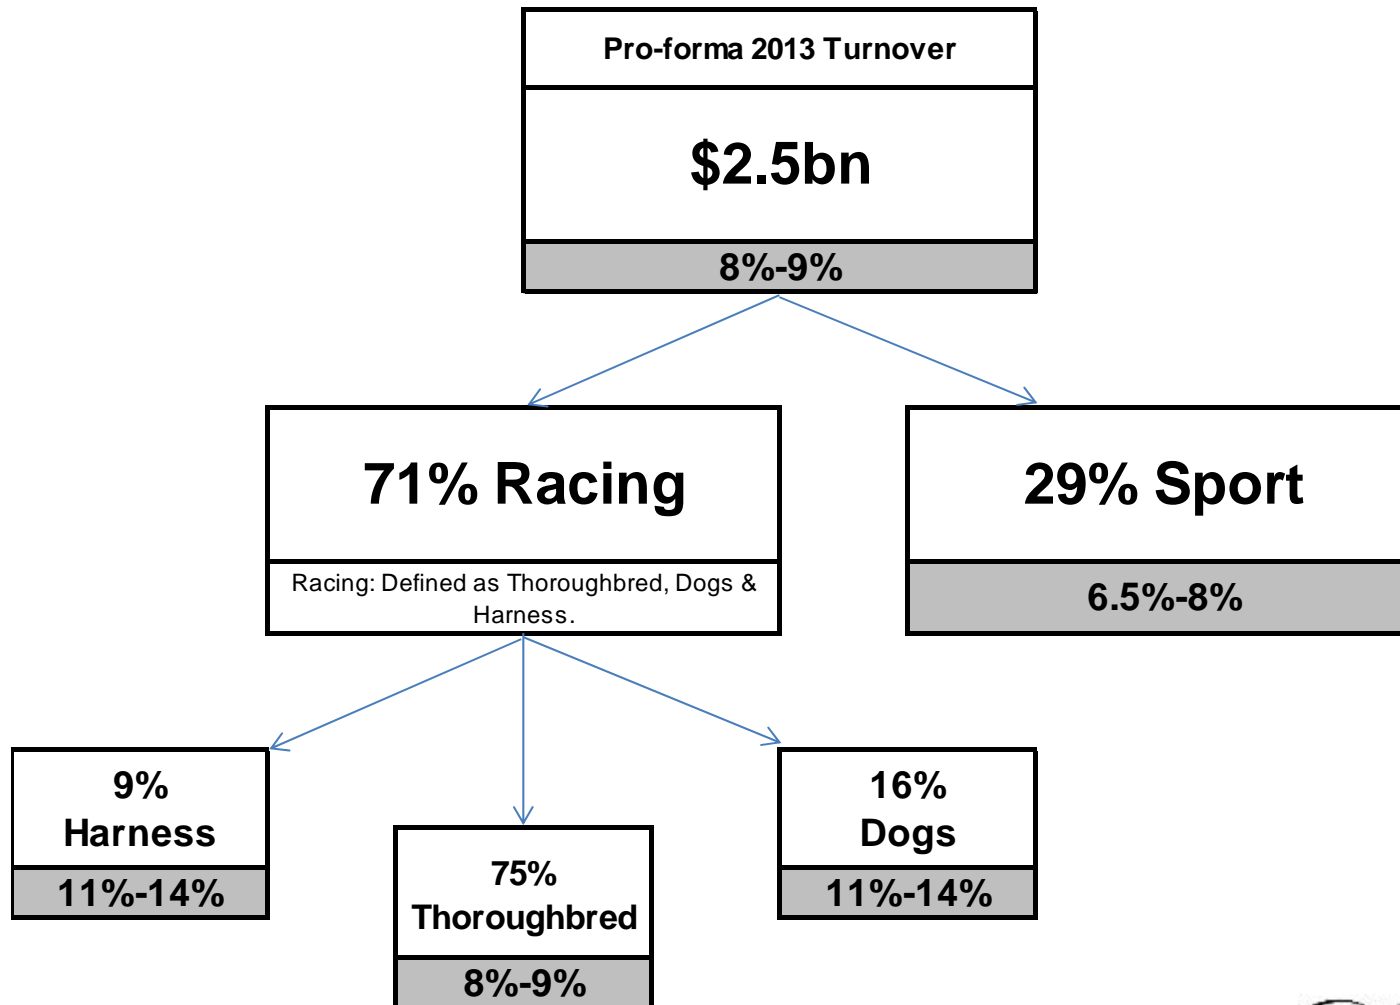 Pro-forma 2013 Turnover
$2.5bn
8%-9%
71% Racing
Racing: Defined as Thoroughbred, Dogs &
Harness.
29% Sport
6.5%-8%
9%
Harness
11%-14%
75%
Thoroughbred
8%-9%
16%
Dogs
11%-14%